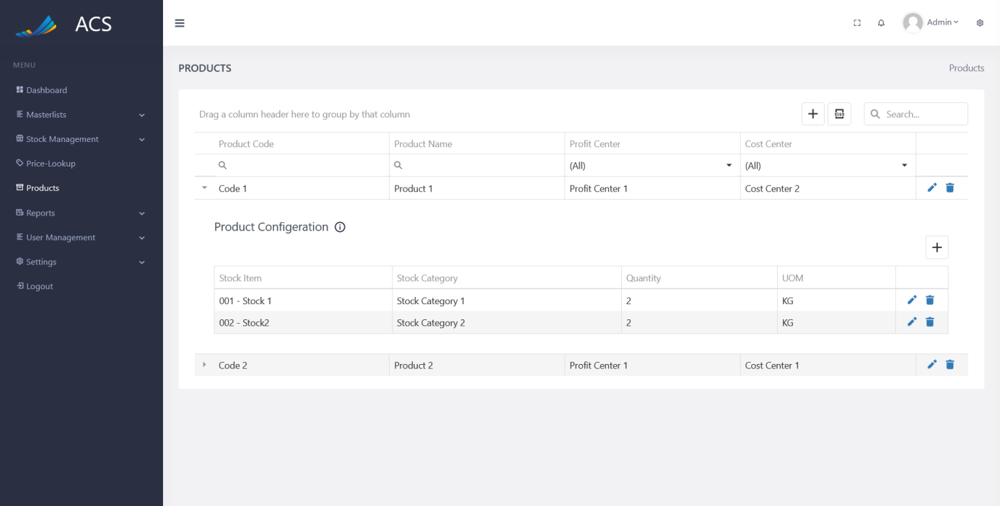 ACS
Admin
MENU
Dashboard
Masterlists
Stock Management
Price-Lookup
Products
Reports
User Management
Settings
Logout
PRODUCTS
Products
Drag a column header here to group by that column
XLSX
Search...
Product Code Product Name Profit Center Cost Center
(All) (All)
Code 1 Product 1 Profit Center 1 Cost Center 2
Product Configeration
Stock Item Stock Category Quantity UOM
001 - Stock 1 Stock Category 1 2 KG
002 - Stock2 Stock Category 2 2 KG
Code 2 Product 2 Profit Center 1 Cost Center 1